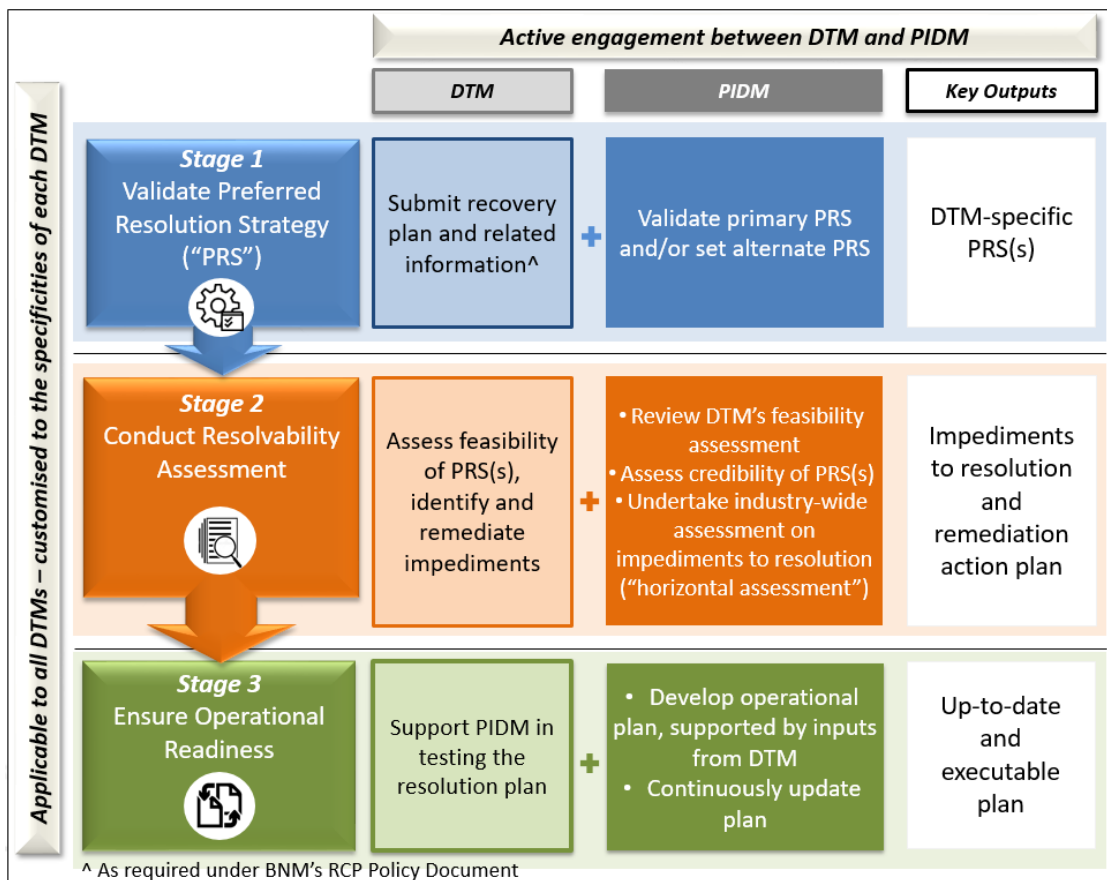 Active engagement between DTM and PIDM
DTM
PIDM
Key Outputs
Applicable to all DTMs – customised to the specificities of each DTM
Stage 1
Validate Preferred
Resolution Strategy
(“PRS”)
Submit recovery
plan and related
information^
+
Validate primary PRS
and/or set alternate PRS
DTM-specific
PRS(s)
Stage 2
Conduct Resolvability
Assessment
Assess feasibility
of PRS(s),
identify and
remediate
impediments
+
• Review DTM’s feasibility
assessment
• Assess credibility of PRS(s)
• Undertake industry-wide
assessment on
impediments to resolution
(“horizontal assessment”)
Impediments
to resolution
and
remediation
action plan
Stage 3
Ensure Operational
Readiness
Support PIDM in
testing the
resolution plan
+
• Develop operational
plan, supported by inputs
from DTM
• Continuously update
plan
Up-to-date
and
executable
plan
^ As required under BNM’s RCP Policy Document